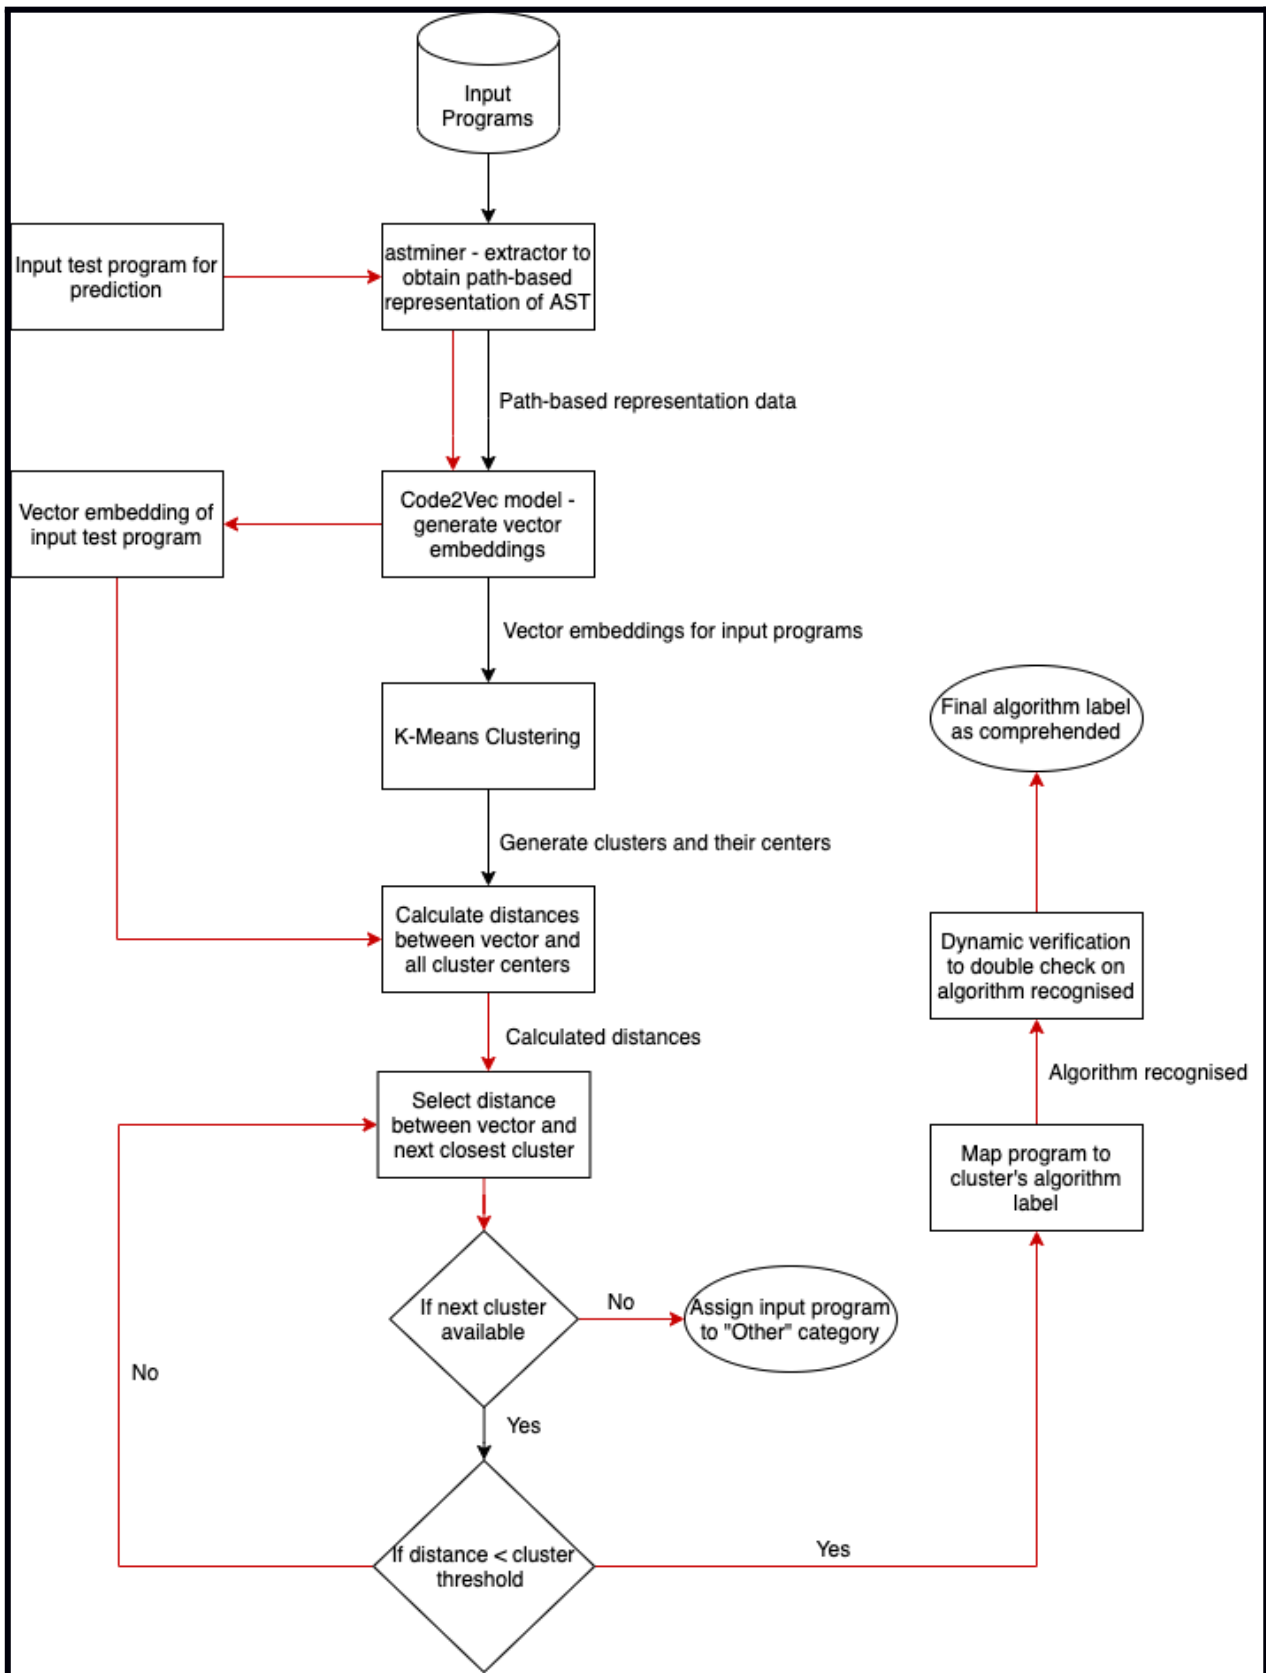 Input
Programs
Input test program for
prediction
astminer - extractor to
obtain path-based
representation of AST
Path-based representation data
Vector embedding of
input test program
Code2Vec model -
generate vector
embeddings
Vector embeddings for input programs
K-Means Clustering
Final algorithm label
as comprehended
Generate clusters and their centers
Calculate distances
between vector and
all cluster centers
Dynamic verification
to double check on
algorithm recognised
Calculated distances
Algorithm recognised
Select distance
between vector and
next closest cluster
Map program to
cluster's algorithm
label
If next cluster
available
No
Assign input program
to "Other" category
No
Yes
If distance < cluster
threshold
Yes